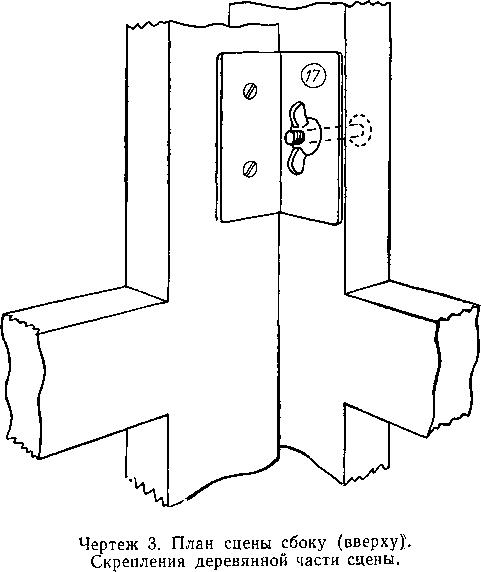 17
Чертеж 3. План сцены сбоку (вверху).
Скрепления деревянной части сцены.